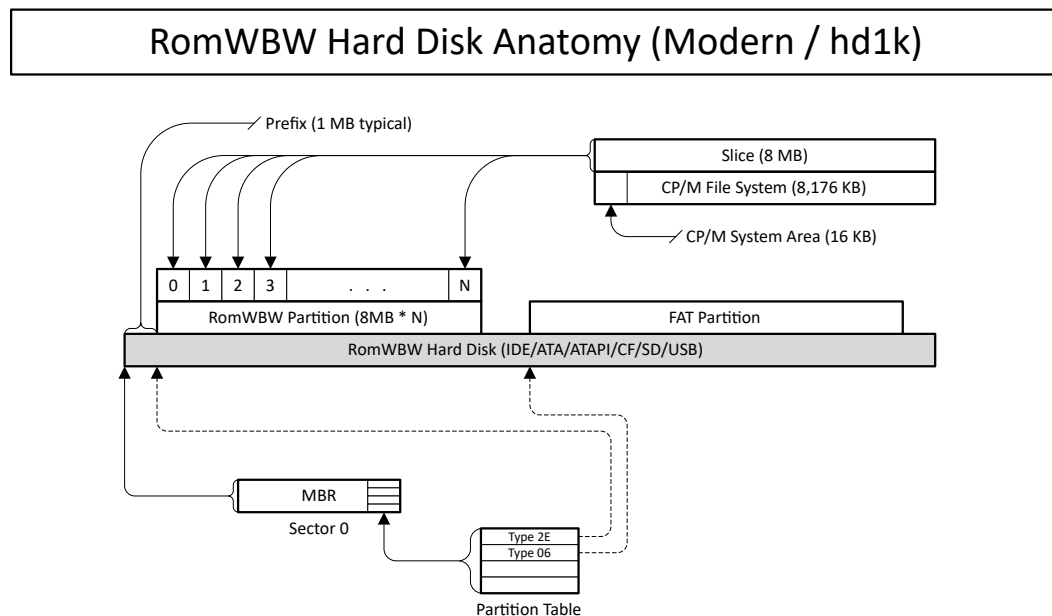 RomWBW Hard Disk Anatomy (Modern / hd1k)
Prefix (1 MB typical)
Slice (8 MB)
CP/M File System (8,176 KB)
CP/M System Area (16 KB)
0 1 2 3 . . . N
RomWBW Partition (8MB * N)
FAT Partition
RomWBW Hard Disk (IDE/ATA/ATAPI/CF/SD/USB)
MBR
Sector 0
Type 2E
Type 06
Partition Table